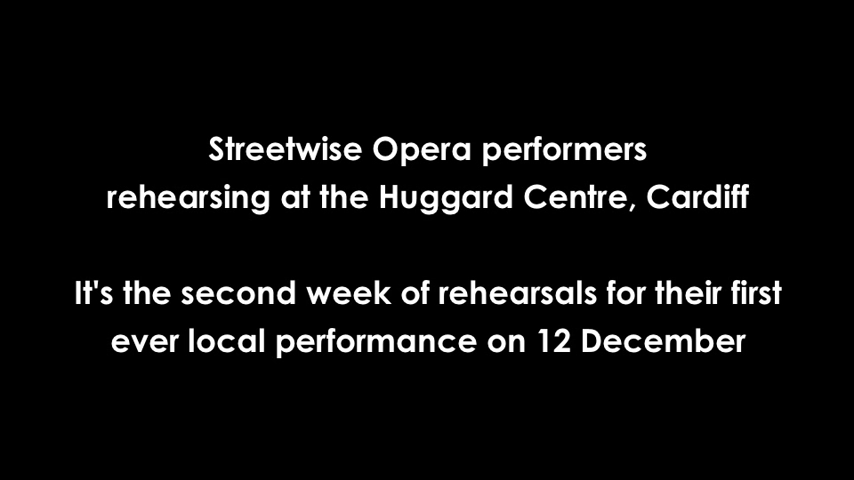 Streetwise Opera performers
rehearsing at the Huggard Centre, Cardiff
It's the second week of rehearsals for their first
ever local performance on 12 December